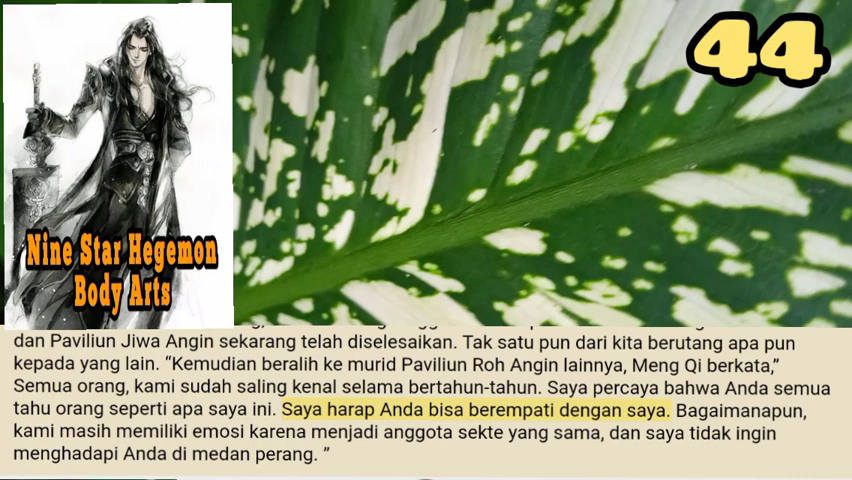 44
Nine Star Hegemon
Body Arts
dan Paviliun Jiwa Angin sekarang telah diselesaikan. Tak satu pun dari kita berutang apa pun
kepada yang lain. “Kemudian beralih ke murid Paviliun Roh Angin lainnya, Meng Qi berkata,”
Semua orang, kami sudah saling kenal selama bertahun-tahun. Saya percaya bahwa Anda semua
tahu orang seperti apa saya ini. Saya harap Anda bisa berempati dengan saya. Bagaimanapun,
kami masih memiliki emosi karena menjadi anggota sekte yang sama, dan saya tidak ingin
menghadapi Anda di medan perang. ”